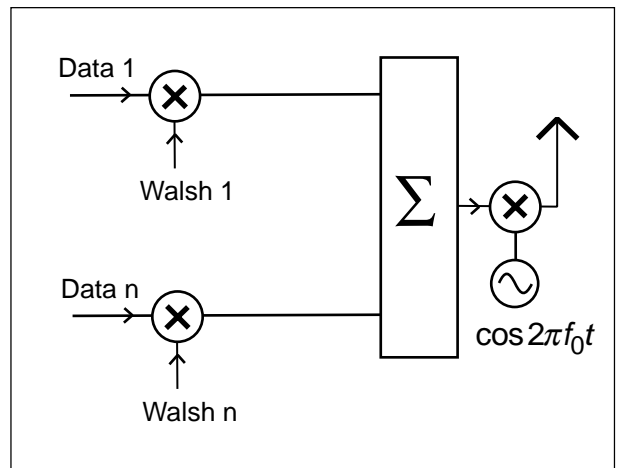 Data 1
Walsh 1
Σ
Data n
Walsh n
cos 2πf₀t